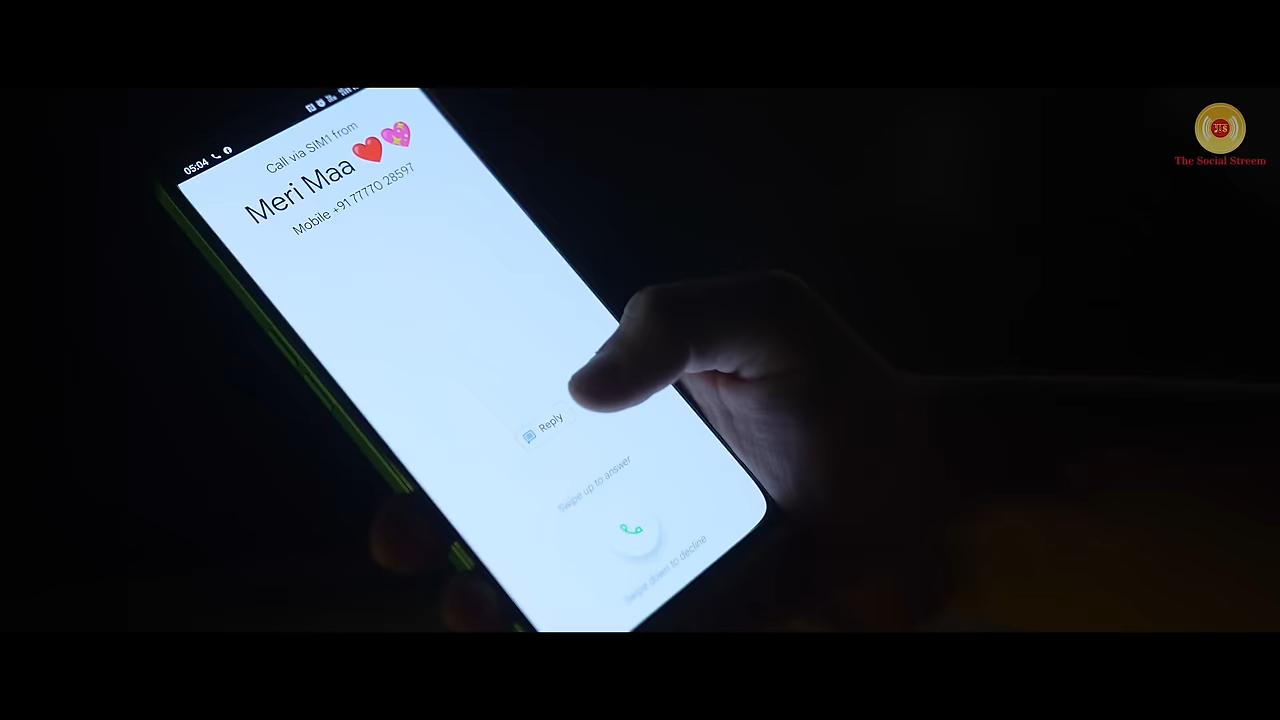 05:04
Call via SIM1 from
Meri Maa ❤️💖
Mobile +91 77770 28597
Reply
Swipe up to answer
Swipe down to decline
The Social Streem